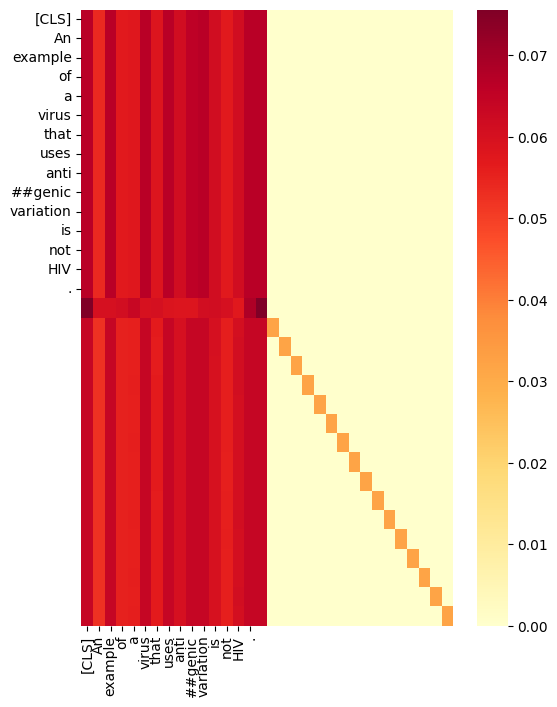 [CLS]
An
example
of
a
virus
that
uses
anti
##genic
variation
is
not
HIV
.
0.07
0.06
0.05
0.04
0.03
0.02
0.01
0.00
[CLS]
An
example
of
a
virus
that
uses
anti
##genic
variation
is
not
HIV
.